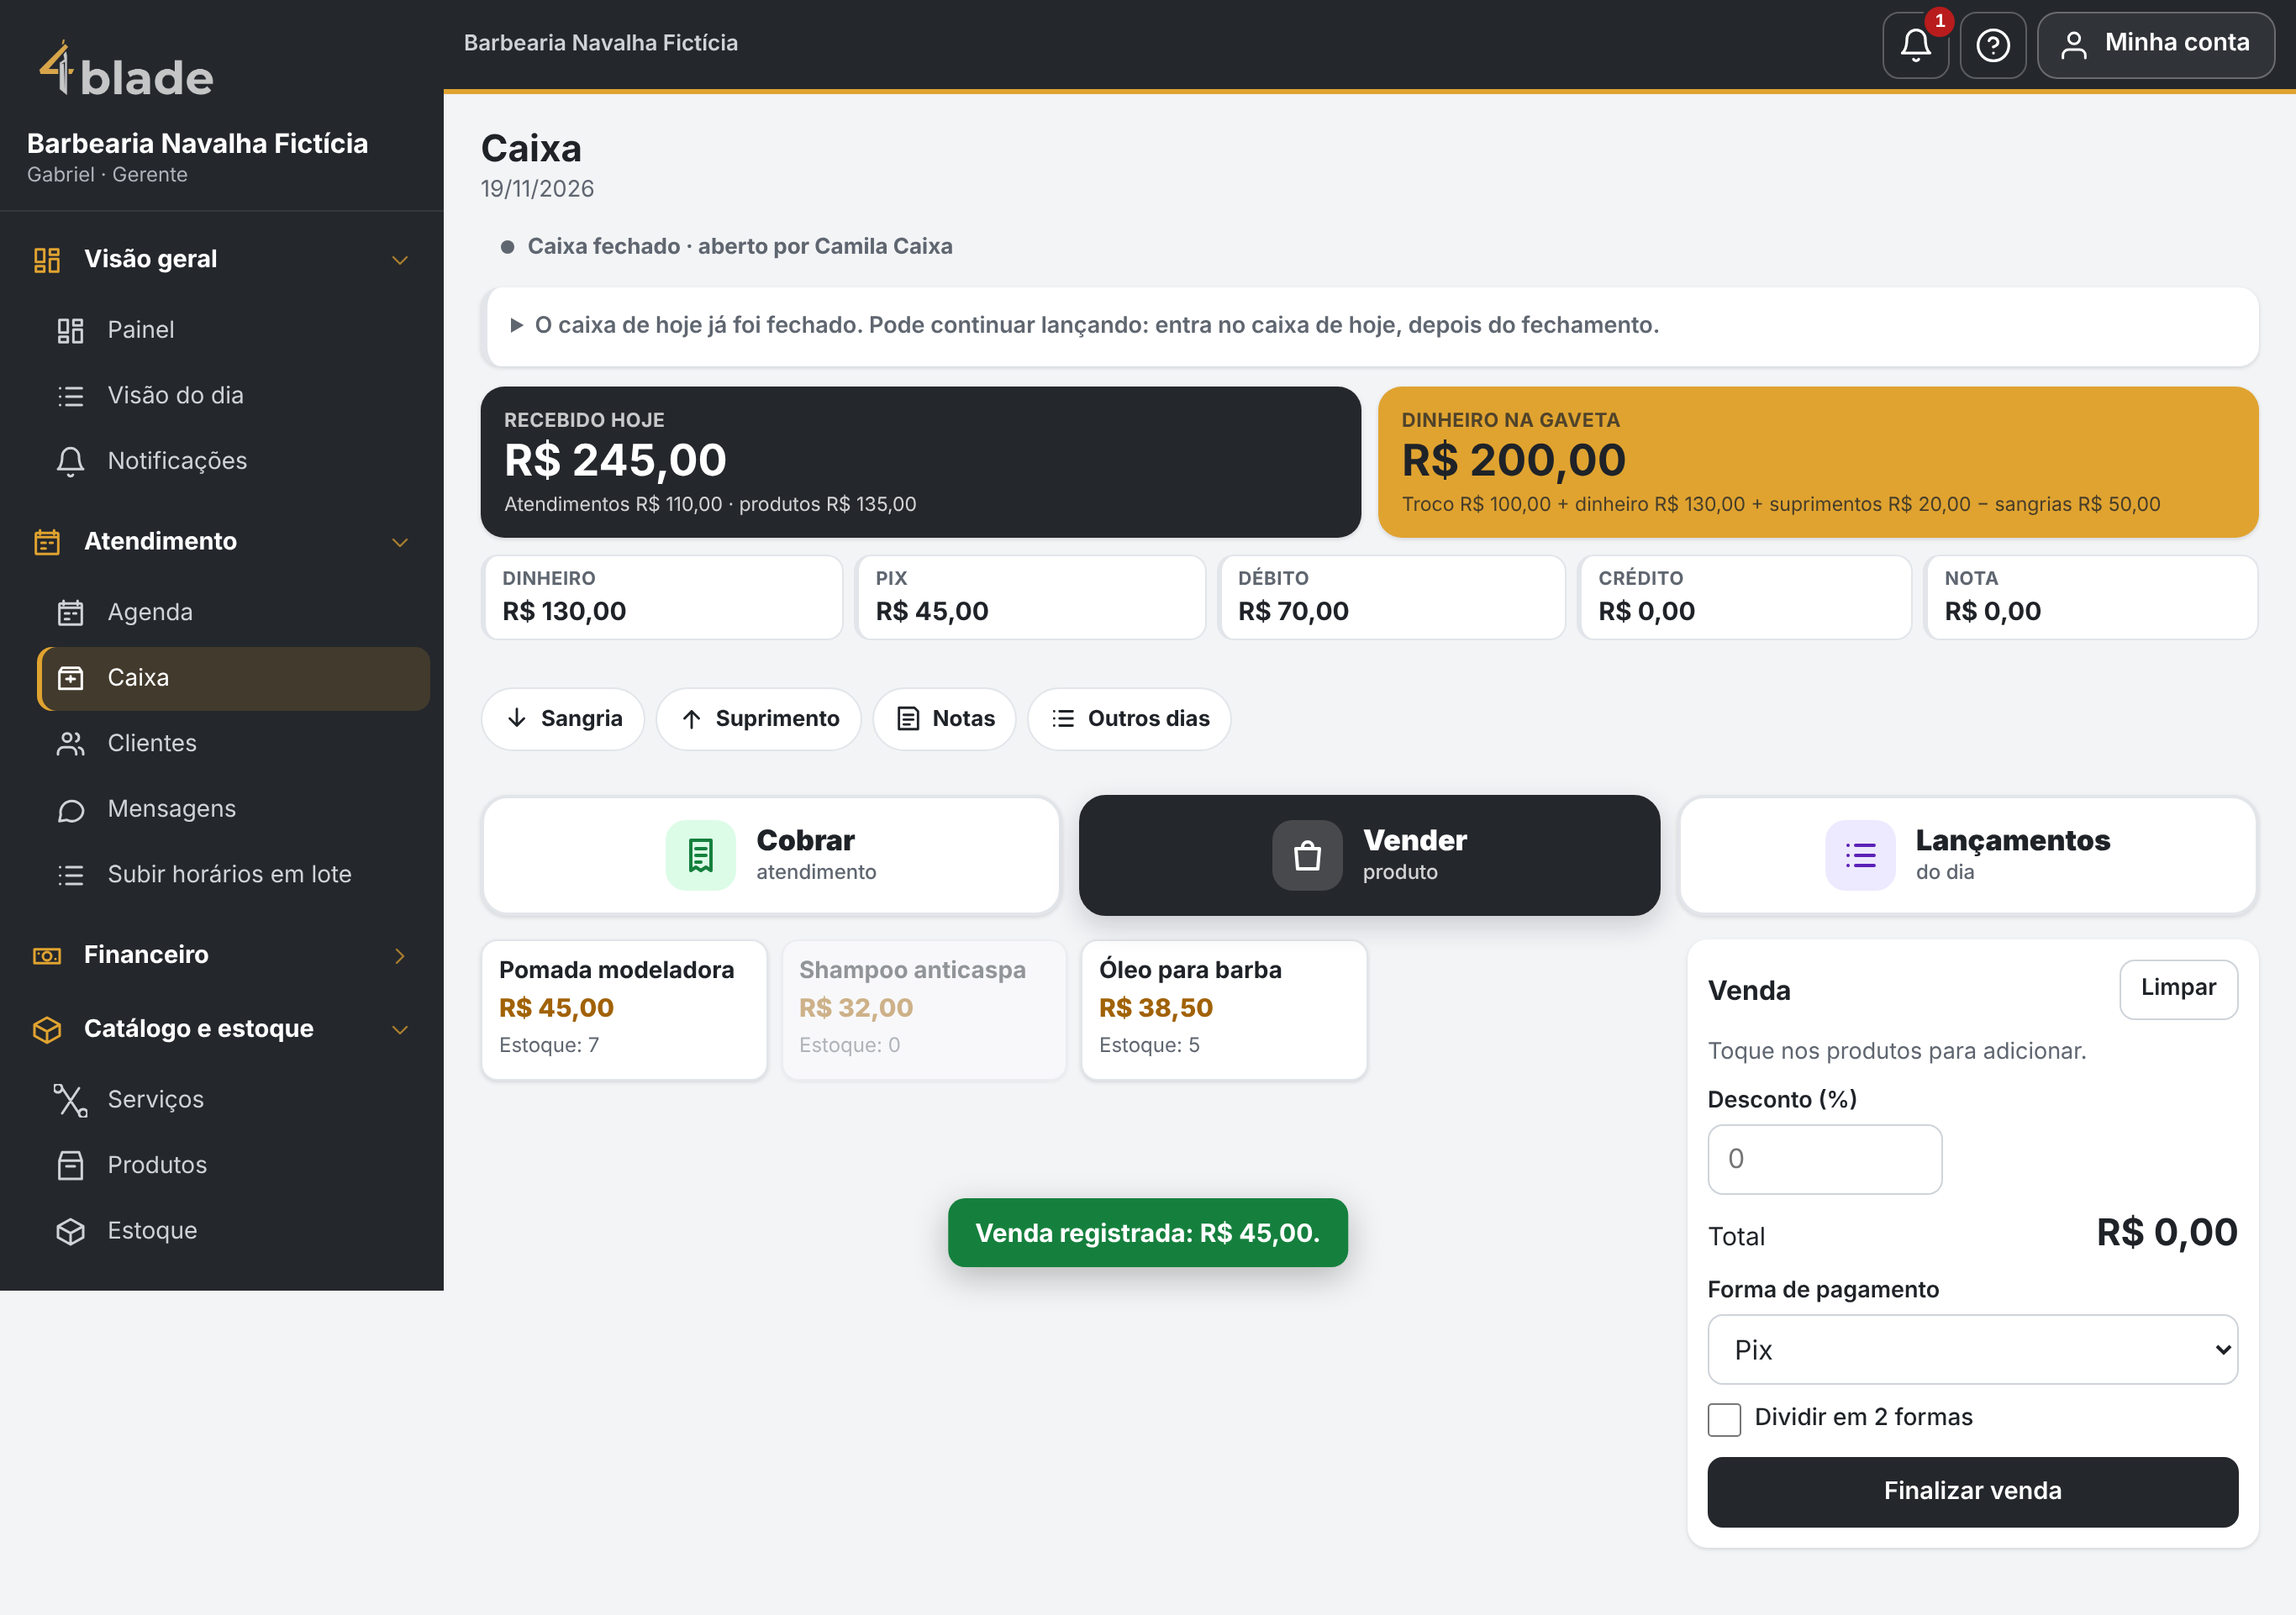 4blade
Barbearia Navalha Fictícia
Gabriel · Gerente
Visão geral
Painel
Visão do dia
Notificações
Atendimento
Agenda
Caixa
Clientes
Mensagens
Subir horários em lote
Financeiro
Catálogo e estoque
Serviços
Produtos
Estoque
Barbearia Navalha Fictícia
1
Minha conta
Caixa
19/11/2026
Caixa fechado · aberto por Camila Caixa
O caixa de hoje já foi fechado. Pode continuar lançando: entra no caixa de hoje, depois do fechamento.
RECEBIDO HOJE
R$ 245,00
Atendimentos R$ 110,00 · produtos R$ 135,00
DINHEIRO NA GAVETA
R$ 200,00
Troco R$ 100,00 + dinheiro R$ 130,00 + suprimentos R$ 20,00 − sangrias R$ 50,00
DINHEIRO
R$ 130,00
PIX
R$ 45,00
DÉBITO
R$ 70,00
CRÉDITO
R$ 0,00
NOTA
R$ 0,00
Sangria
Suprimento
Notas
Outros dias
Cobrar
atendimento
Vender
produto
Lançamentos
do dia
Pomada modeladora
R$ 45,00
Estoque: 7
Shampoo anticaspa
R$ 32,00
Estoque: 0
Óleo para barba
R$ 38,50
Estoque: 5
Venda
Limpar
Toque nos produtos para adicionar.
Desconto (%)
0
Total
R$ 0,00
Forma de pagamento
Pix
Dividir em 2 formas
Finalizar venda
Venda registrada: R$ 45,00.